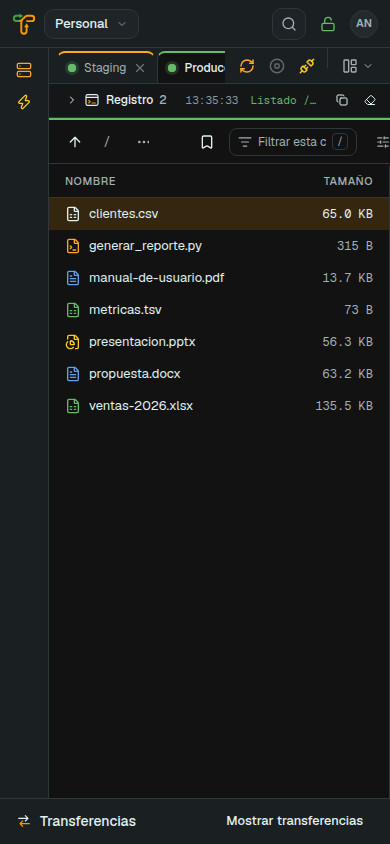 Personal
AN
Staging
Produc
Registro 2 13:35:33 Listado /…
/ ... Filtrar esta c /
NOMBRE TAMAÑO
clientes.csv 65.0 KB
generar_reporte.py 315 B
manual-de-usuario.pdf 13.7 KB
metricas.tsv 73 B
presentacion.pptx 56.3 KB
propuesta.docx 63.2 KB
ventas-2026.xlsx 135.5 KB
Transferencias Mostrar transferencias